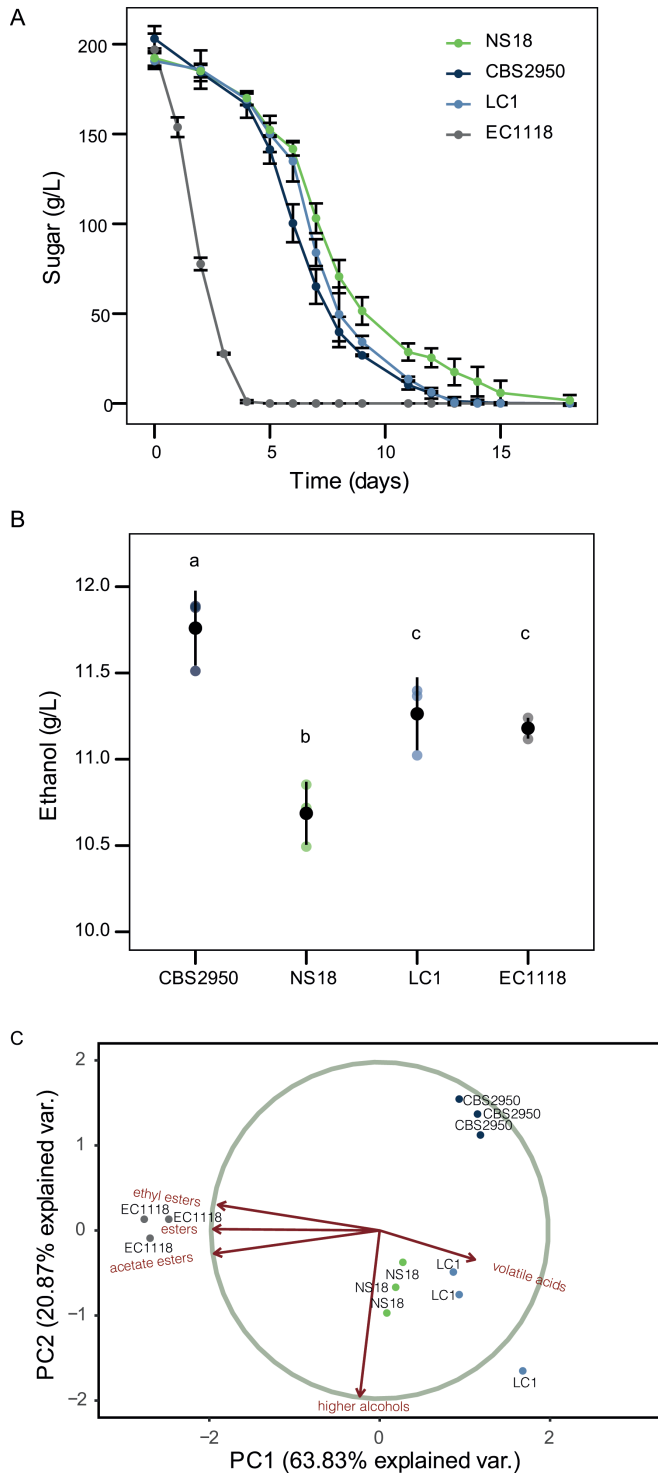 A
NS18
CBS2950
LC1
EC1118
200
150
100
50
0
Sugar (g/L)
0 5 10 15
Time (days)
B
a
b
c
c
12.0
11.5
11.0
10.5
10.0
Ethanol (g/L)
CBS2950 NS18 LC1 EC1118
C
2
1
0
−1
−2
PC2 (20.87% explained var.)
CBS2950
CBS2950
CBS2950
ethyl esters
EC1118
EC1118
esters
EC1118
acetate esters
LC1
volatile acids
NS18
NS18
LC1
NS18
LC1
higher alcohols
−2 0 2
PC1 (63.83% explained var.)